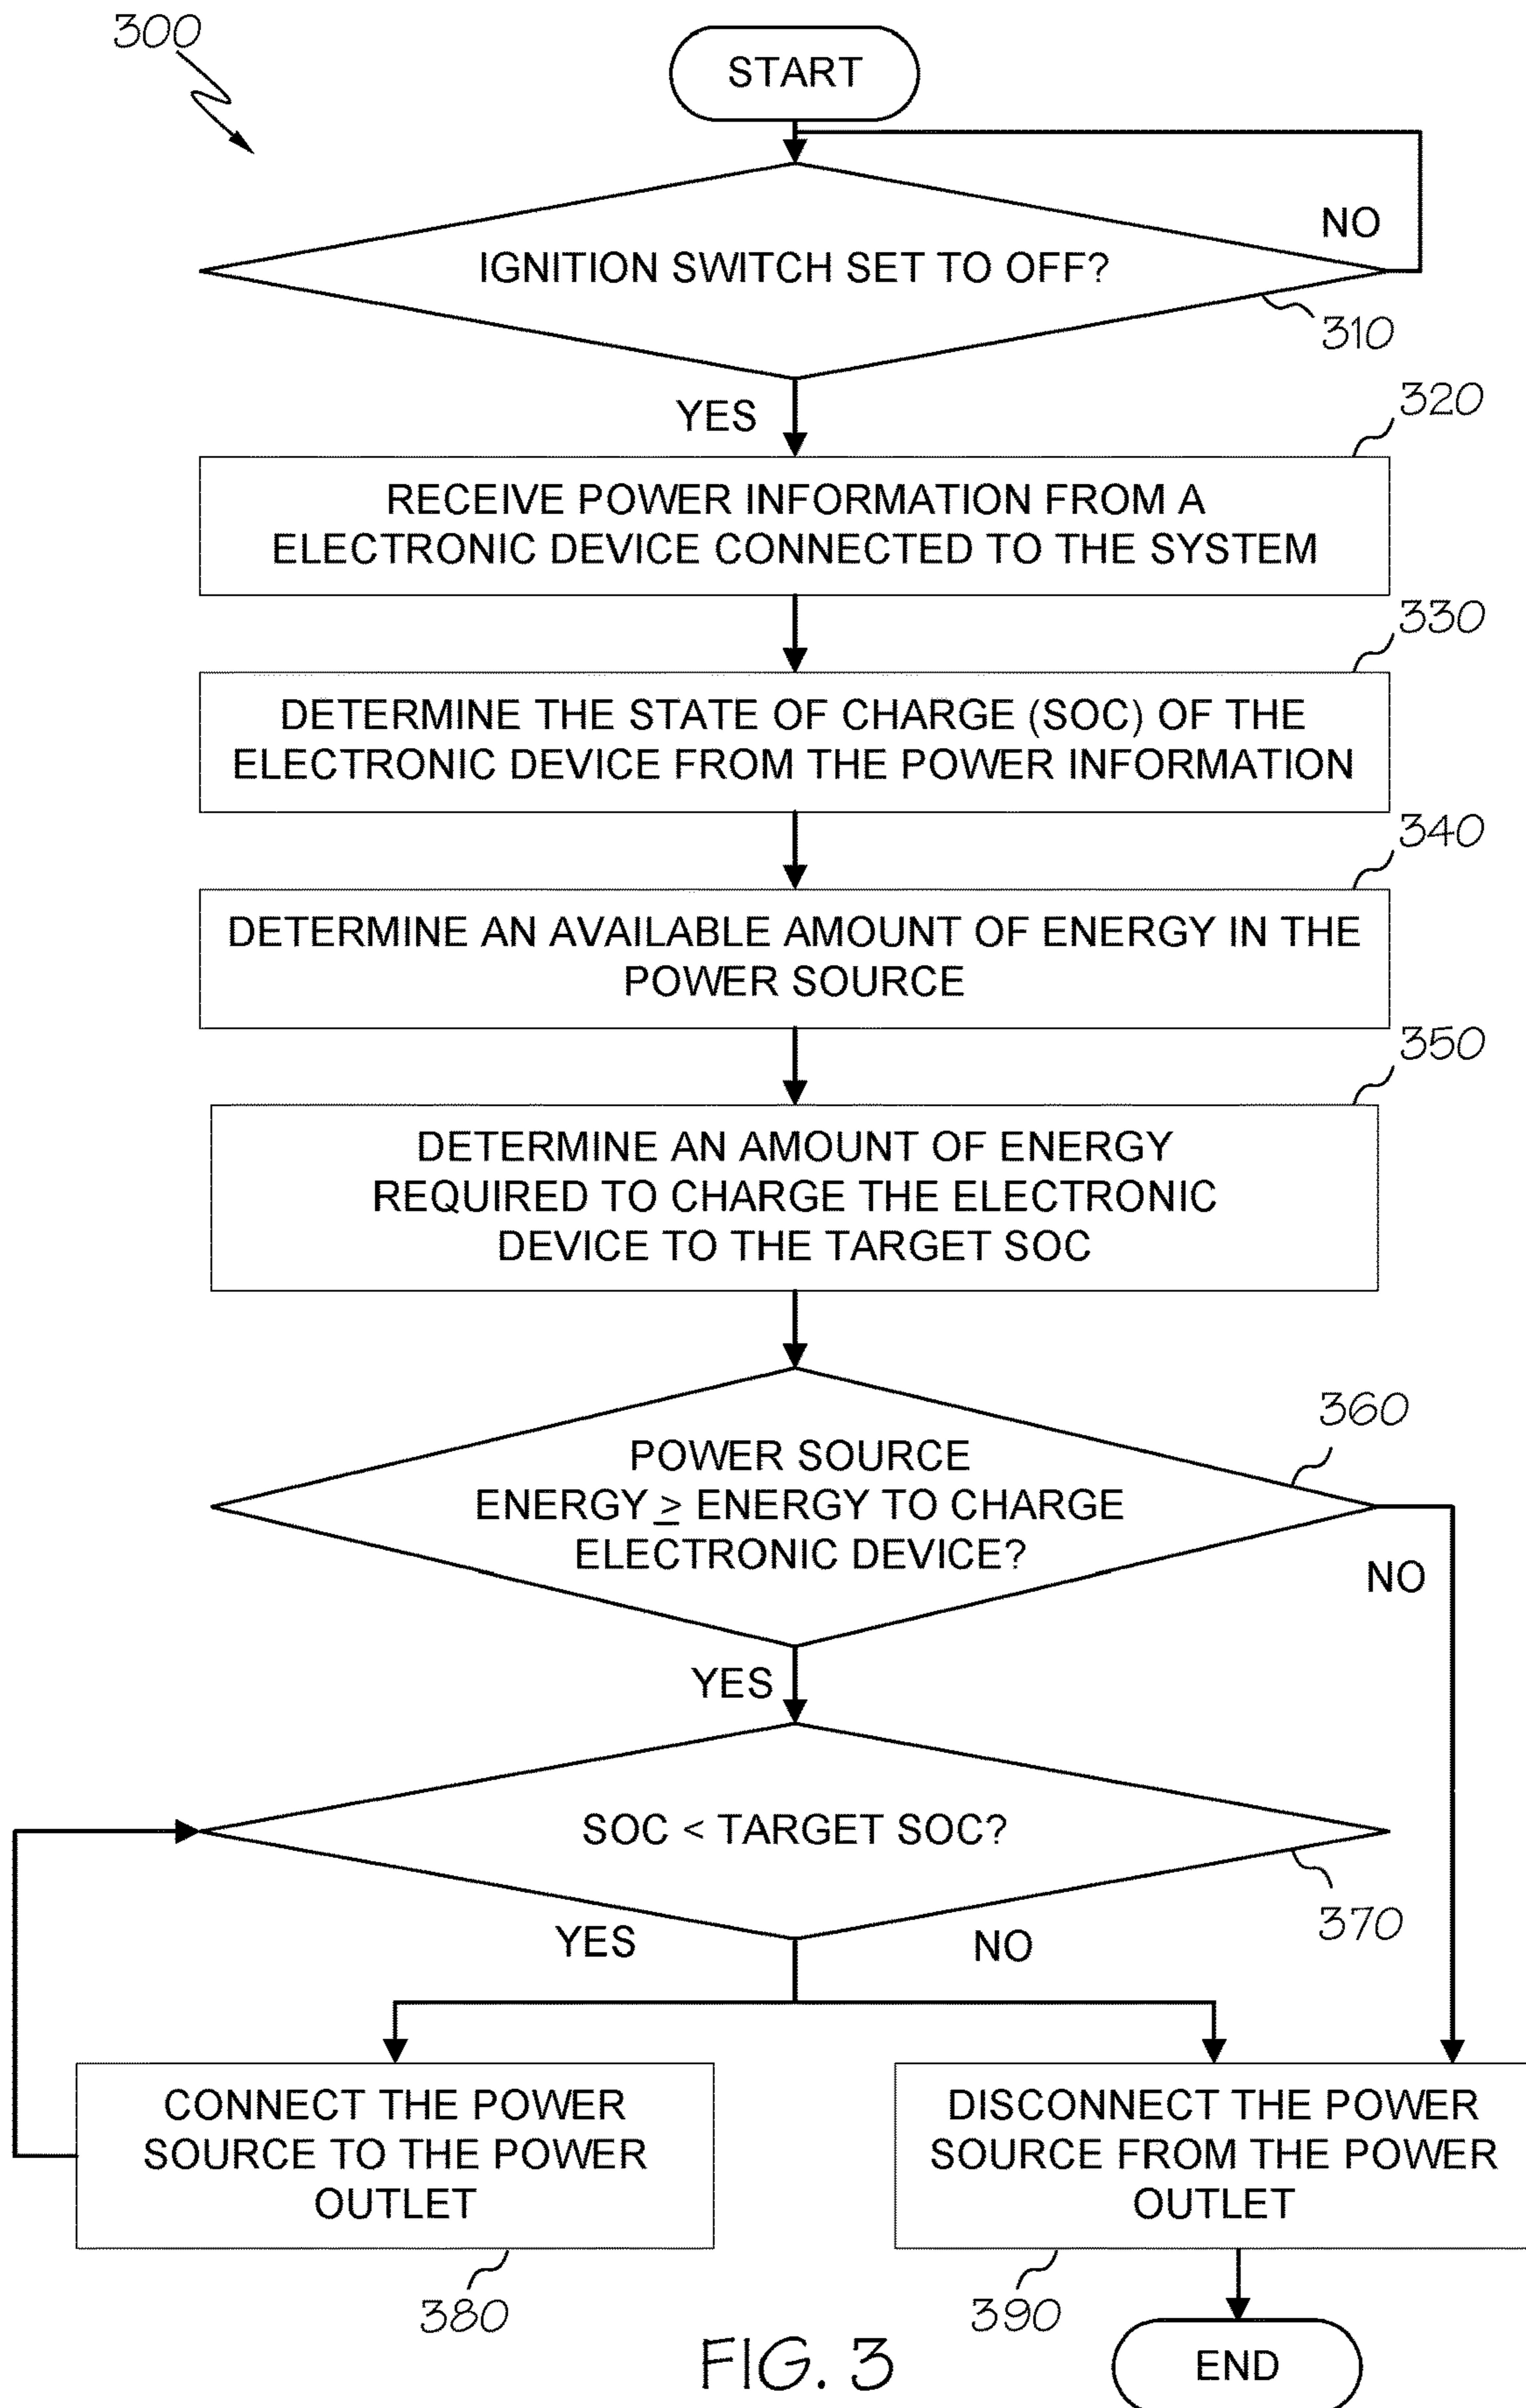 300
START
NO
IGNITION SWITCH SET TO OFF?
310
YES
320
RECEIVE POWER INFORMATION FROM A
ELECTRONIC DEVICE CONNECTED TO THE SYSTEM
330
DETERMINE THE STATE OF CHARGE (SOC) OF THE
ELECTRONIC DEVICE FROM THE POWER INFORMATION
340
DETERMINE AN AVAILABLE AMOUNT OF ENERGY IN THE
POWER SOURCE
350
DETERMINE AN AMOUNT OF ENERGY
REQUIRED TO CHARGE THE ELECTRONIC
DEVICE TO THE TARGET SOC
360
POWER SOURCE
ENERGY ≥ ENERGY TO CHARGE
ELECTRONIC DEVICE?
NO
YES
SOC < TARGET SOC?
370
YES
NO
CONNECT THE POWER
SOURCE TO THE POWER
OUTLET
380
DISCONNECT THE POWER
SOURCE FROM THE POWER
OUTLET
390
END
FIG. 3